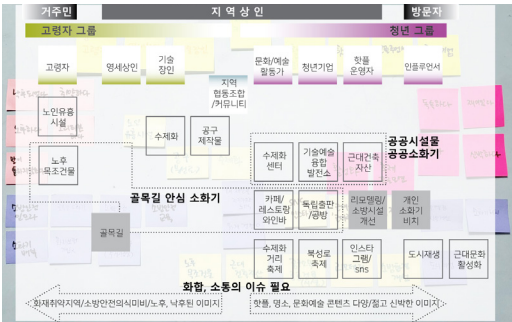 거주민
지역상인
방문자
고령자 그룹
청년 그룹
고령자
영세상인
기술
장인
지역
협동조합
/커뮤니티
문화/예술
활동가
청년기업
핫플
운영자
인플루언서
노인유흥
시설
수제화
공구
제작물
노후
목조건물
수제화
센터
기술예술
융합
발전소
근대건축
자산
공공시설물
공공소화기
골목길 안심 소화기
골목길
카페/
레스토랑
와인바
독립출판
/공방
리모델링/
소방시설
개선
개인
소화기
비치
수제화
거리
축제
북성로
축제
인스타
그램/
sns
도시재생
근대문화
활성화
화합, 소통의 이슈 필요
화재취약지역/소방안전의식미비/노후, 낙후된 이미지
핫플, 명소, 문화예술 콘텐츠 다양/젊고 신박한 이미지